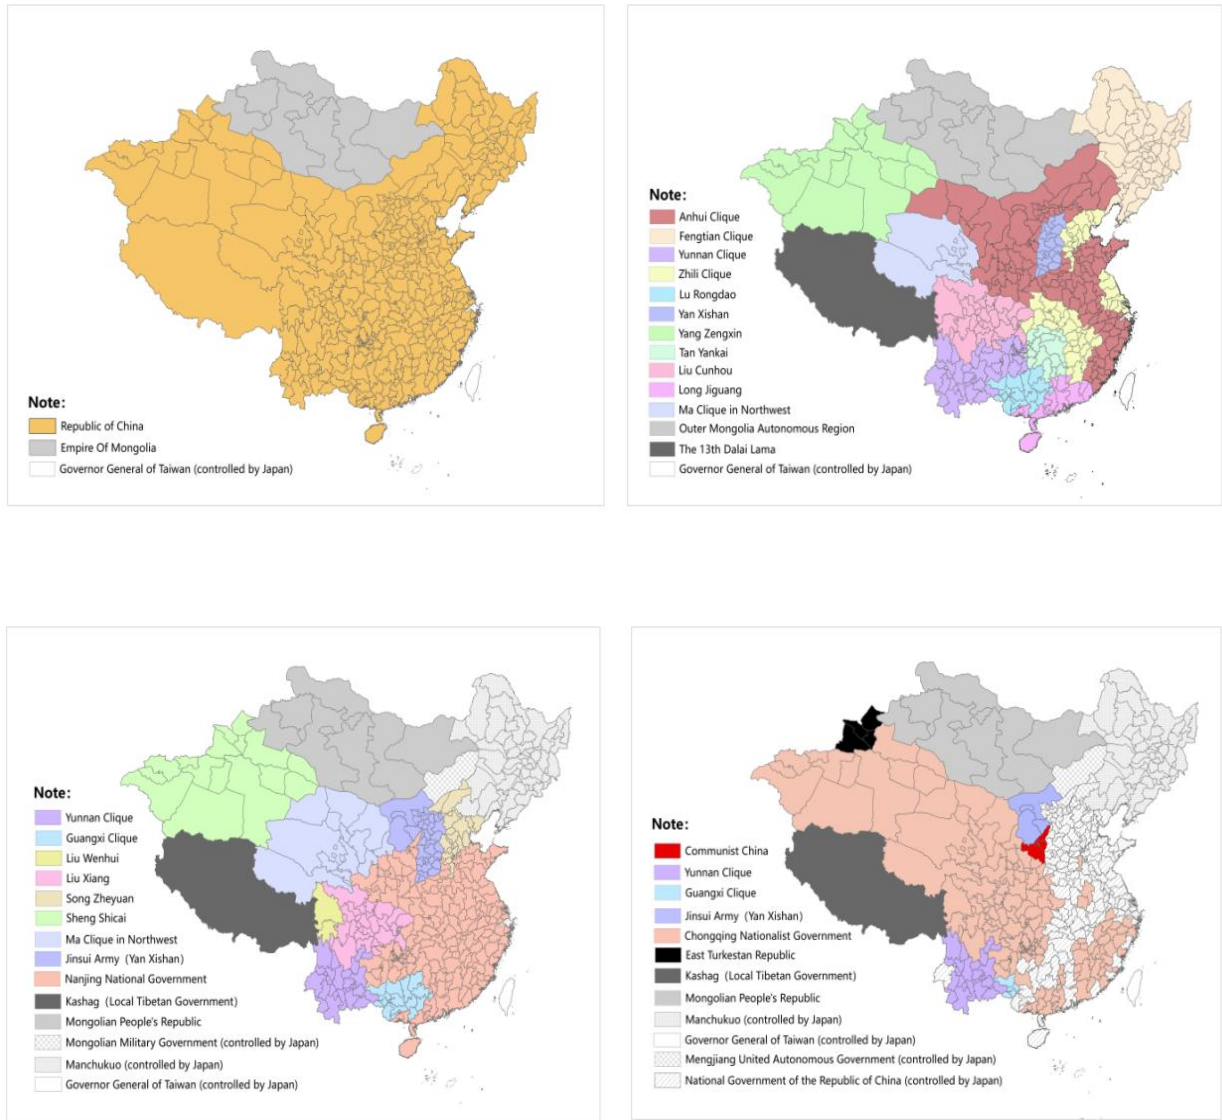 Note:
Republic of China
Empire Of Mongolia
Governor General of Taiwan (controlled by Japan)
Note:
Anhui Clique
Fengtian Clique
Yunnan Clique
Zhili Clique
Lu Rongdao
Yan Xishan
Yang Zengxin
Tan Yankai
Liu Cunhou
Long Jiguang
Ma Clique in Northwest
Outer Mongolia Autonomous Region
The 13th Dalai Lama
Governor General of Taiwan (controlled by Japan)
Note:
Yunnan Clique
Guangxi Clique
Liu Wenhui
Liu Xiang
Song Zheyuan
Sheng Shicai
Ma Clique in Northwest
Jinsui Army (Yan Xishan)
Nanjing National Government
Kashag (Local Tibetan Government)
Mongolian People's Republic
Mongolian Military Government (controlled by Japan)
Manchukuo (controlled by Japan)
Governor General of Taiwan (controlled by Japan)
Note:
Communist China
Yunnan Clique
Guangxi Clique
Jinsui Army (Yan Xishan)
Chongqing Nationalist Government
East Turkestan Republic
Kashag (Local Tibetan Government)
Mongolian People's Republic
Manchukuo (controlled by Japan)
Governor General of Taiwan (controlled by Japan)
Mengjiang United Autonomous Government (controlled by Japan)
National Government of the Republic of China (controlled by Japan)